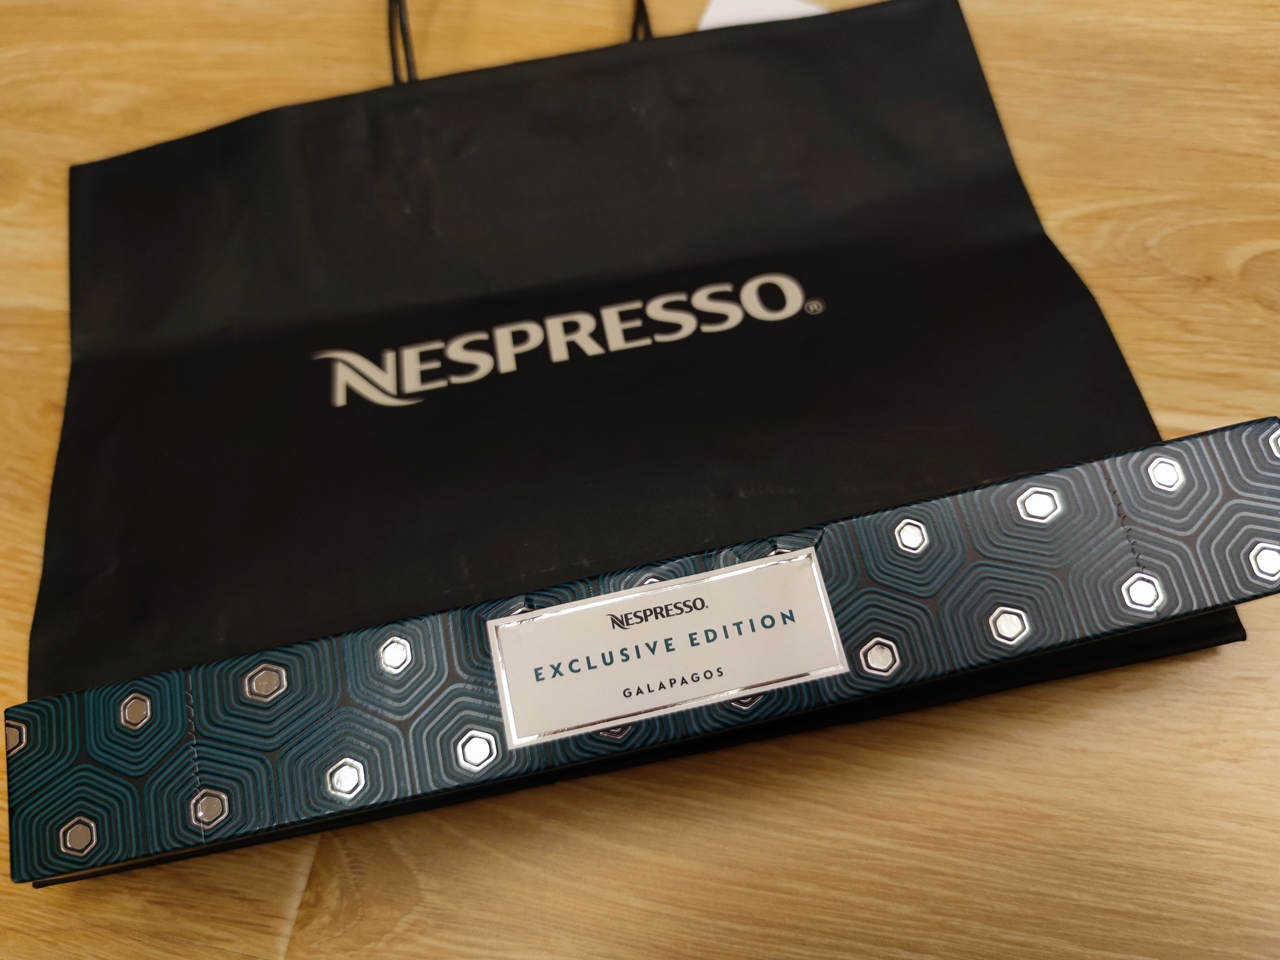 NESPRESSO®
NESPRESSO.
EXCLUSIVE EDITION
GALAPAGOS